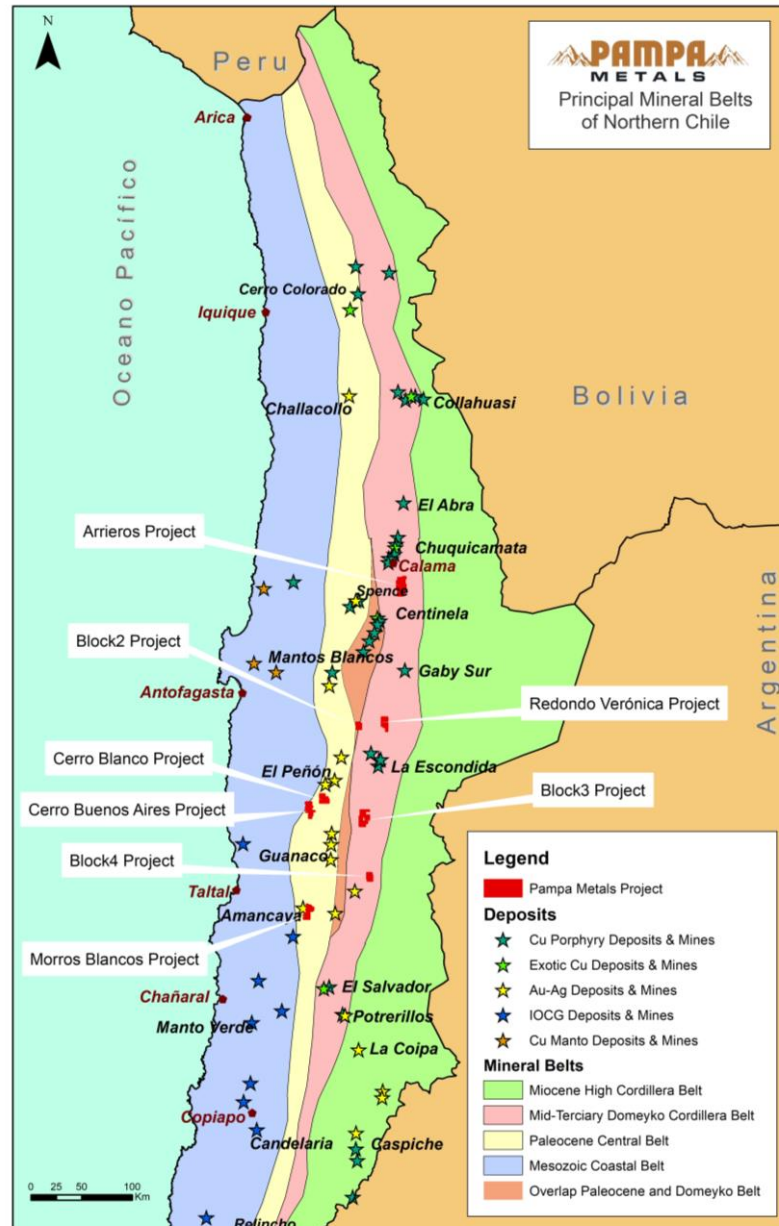 N
Peru
PAMPA
METALS
Principal Mineral Belts
of Northern Chile
Arica
Oceano Pacífico
Cerro Colorado
Iquique
Challacollo
Collahuasi
Bolivia
El Abra
Arrieros Project
Chuquicamata
Calama
Spence
Centinela
Block2 Project
Mantos Blancos
Gaby Sur
Antofagasta
Argentina
Redondo Verónica Project
Cerro Blanco Project
El Peñón
La Escondida
Cerro Buenos Aires Project
Block3 Project
Block4 Project
Guanaco
Taltal
Amancaya
Morros Blancos Project
El Salvador
Chañaral
Manto Verde
Potrerillos
La Coipa
Copiapo
Candelaria
Caspiche
Relincho
0 25 50 100
Km
Legend
Pampa Metals Project
Deposits
Cu Porphyry Deposits & Mines
Exotic Cu Deposits & Mines
Au-Ag Deposits & Mines
IOCG Deposits & Mines
Cu Manto Deposits & Mines
Mineral Belts
Miocene High Cordillera Belt
Mid-Terciary Domeyko Cordillera Belt
Paleocene Central Belt
Mesozoic Coastal Belt
Overlap Paleocene and Domeyko Belt